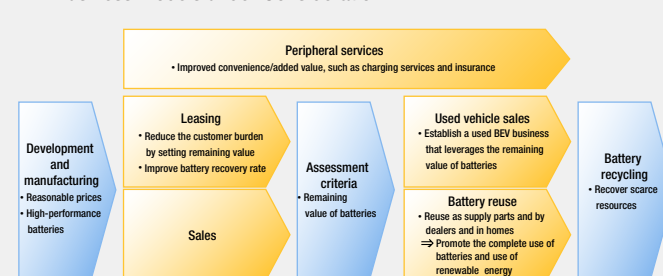 Peripheral services
• Improved convenience/added value, such as charging services and insurance
Development
and
manufacturing
• Reasonable prices
• High-performance
batteries
Leasing
• Reduce the customer burden
by setting remaining value
• Improve battery recovery rate
Sales
Assessment
criteria
• Remaining
value of batteries
Used vehicle sales
• Establish a used BEV business
that leverages the remaining
value of batteries
Battery reuse
• Reuse as supply parts and by
dealers and in homes
⇒ Promote the complete use of
batteries and use of
renewable energy
Battery
recycling
• Recover scarce
resources